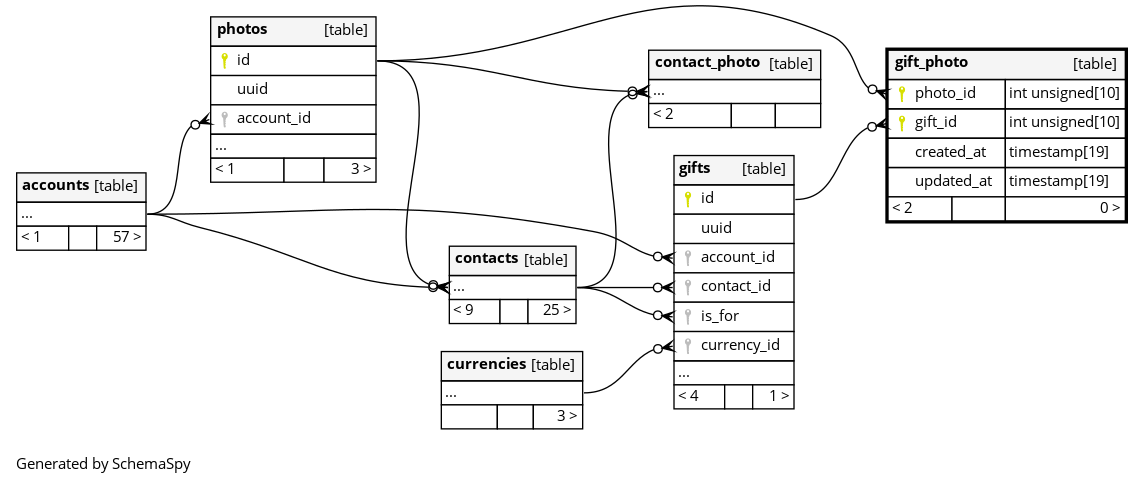 photos [table]
id
uuid
account_id
...
< 1 3 >
contact_photo [table]
...
< 2
gift_photo [table]
photo_id int unsigned[10]
gift_id int unsigned[10]
created_at timestamp[19]
updated_at timestamp[19]
< 2 0 >
accounts [table]
...
< 1 57 >
gifts [table]
id
uuid
account_id
contact_id
is_for
currency_id
...
< 4 1 >
contacts [table]
...
< 9 25 >
currencies [table]
...
3 >
Generated by SchemaSpy